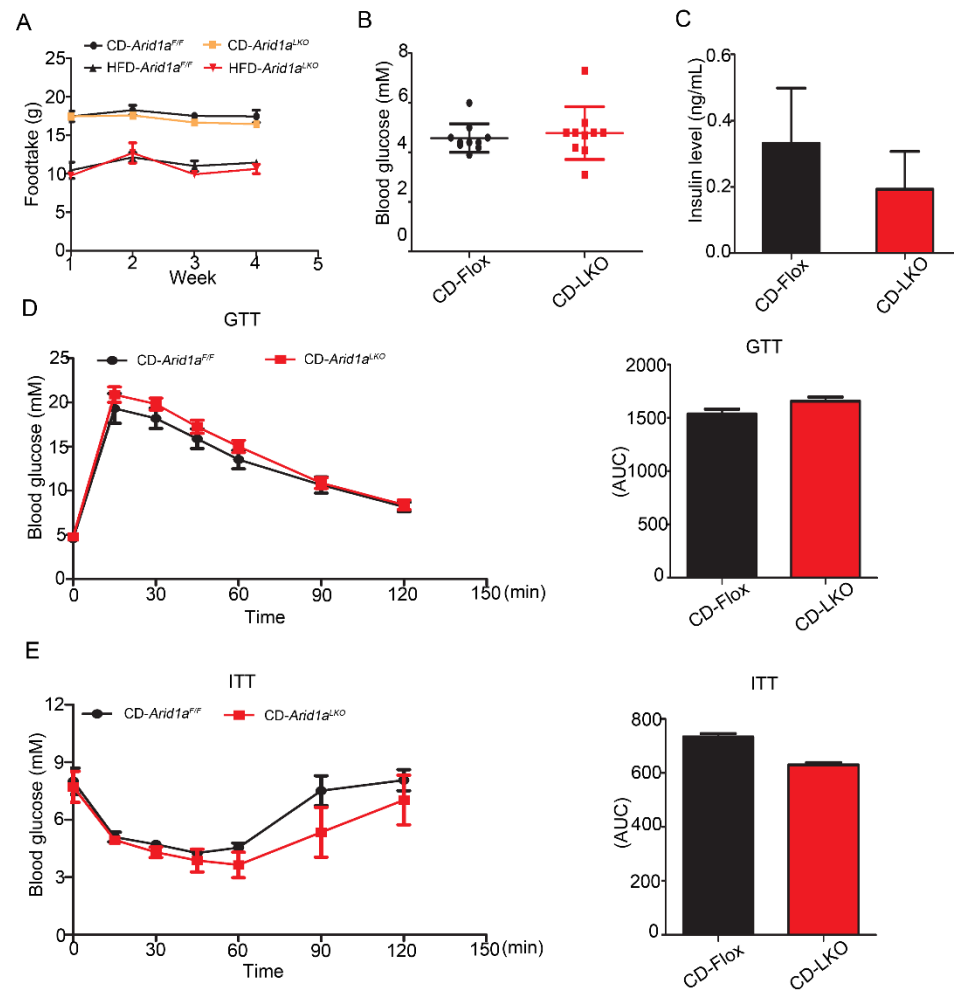 A
CD-Arid1aF/F CD-Arid1aLKO
HFD-Arid1aF/F HFD-Arid1aLKO
25
20
15
10
5
0
Foodtake (g)
1 2 3 4 5
Week
B
8
6
4
2
0
Blood glucose (mM)
CD-Flox CD-LKO
C
0.6
0.4
0.2
0.0
Insulin level (ng/mL)
CD-Flox CD-LKO
D
GTT
CD-Arid1aF/F CD-Arid1aLKO
25
20
15
10
5
0
Blood glucose (mM)
0 30 60 90 120 150 (min)
Time
GTT
2000
1500
1000
500
0
(AUC)
CD-Flox CD-LKO
E
ITT
CD-Arid1aF/F CD-Arid1aLKO
12
9
6
3
0
Blood glucose (mM)
0 30 60 90 120 150 (min)
Time
ITT
800
600
400
200
0
(AUC)
CD-Flox CD-LKO